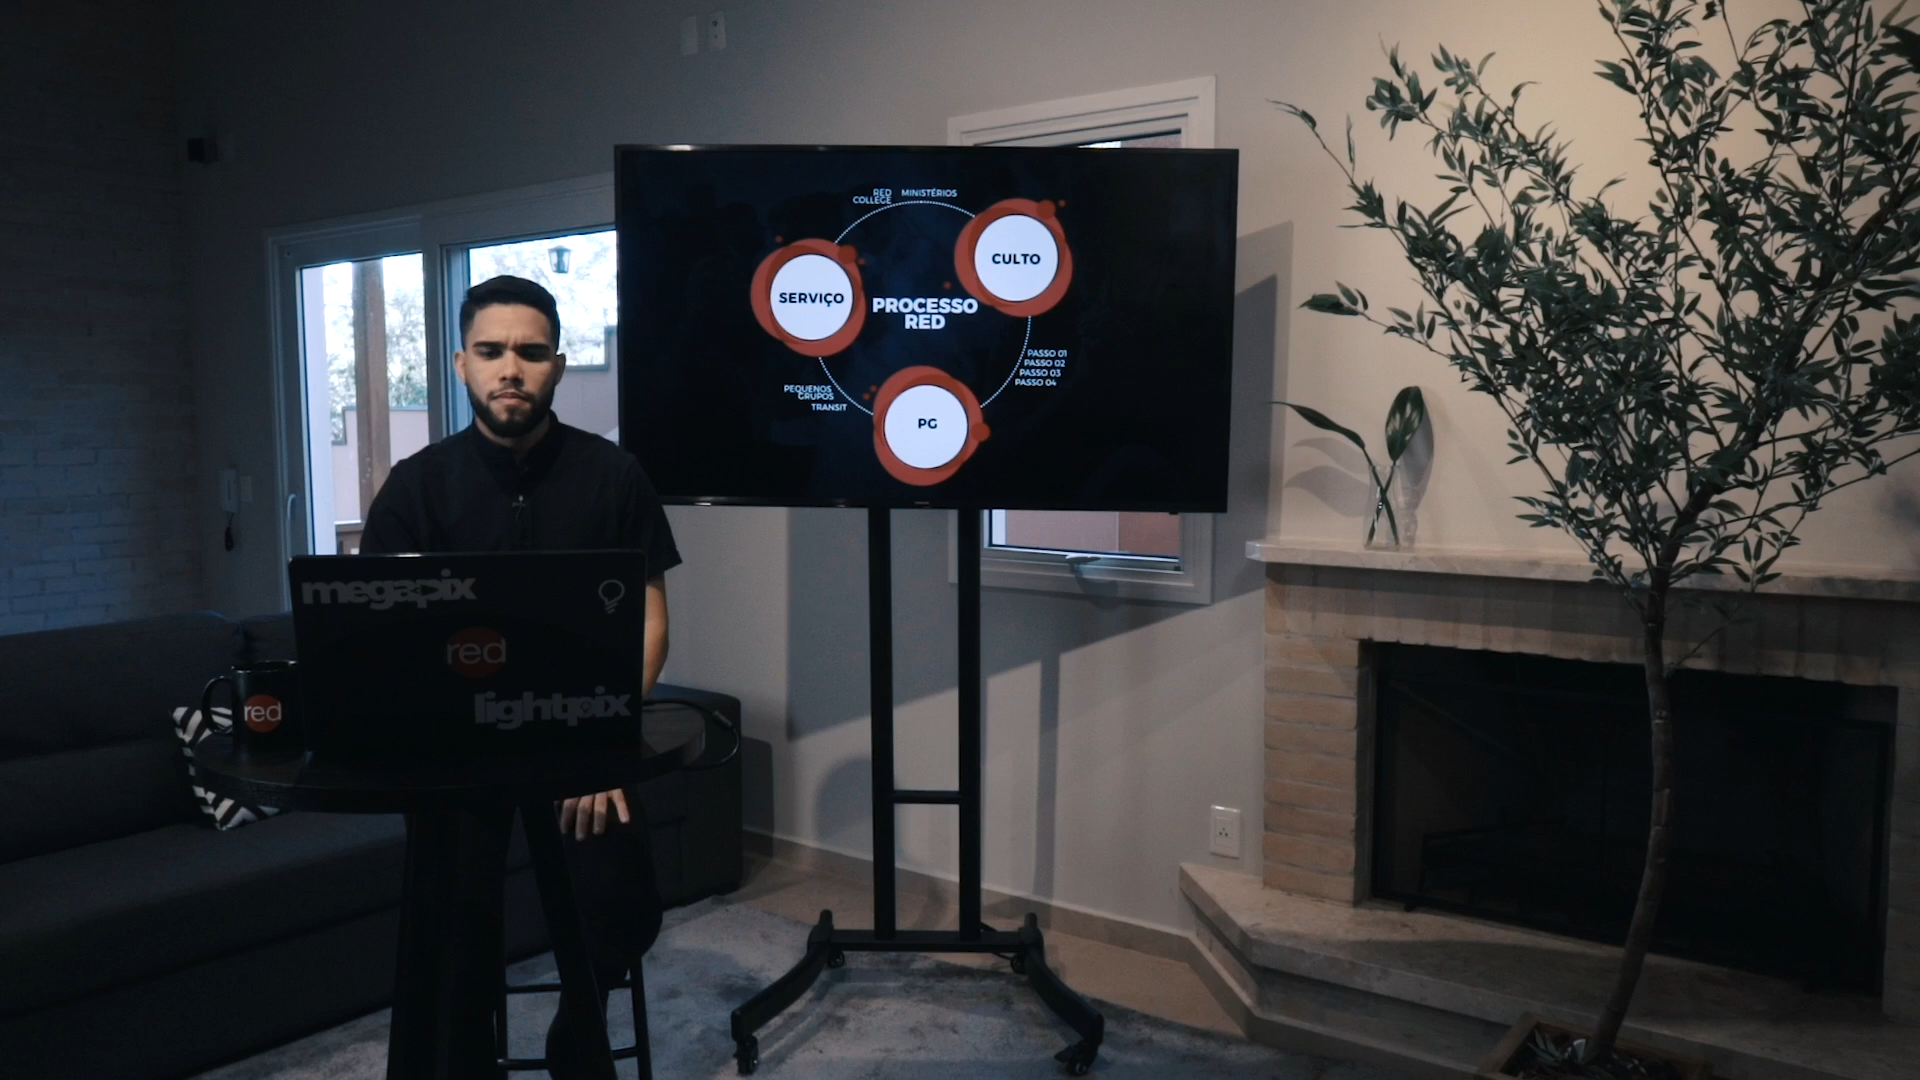 RED
COLLEGE
MINISTÉRIOS
CULTO
SERVIÇO
PROCESSO
RED
PASSO 01
PASSO 02
PASSO 03
PASSO 04
PEQUENOS
GRUPOS
TRANSIT
PG
megapix
red
lightpix
red